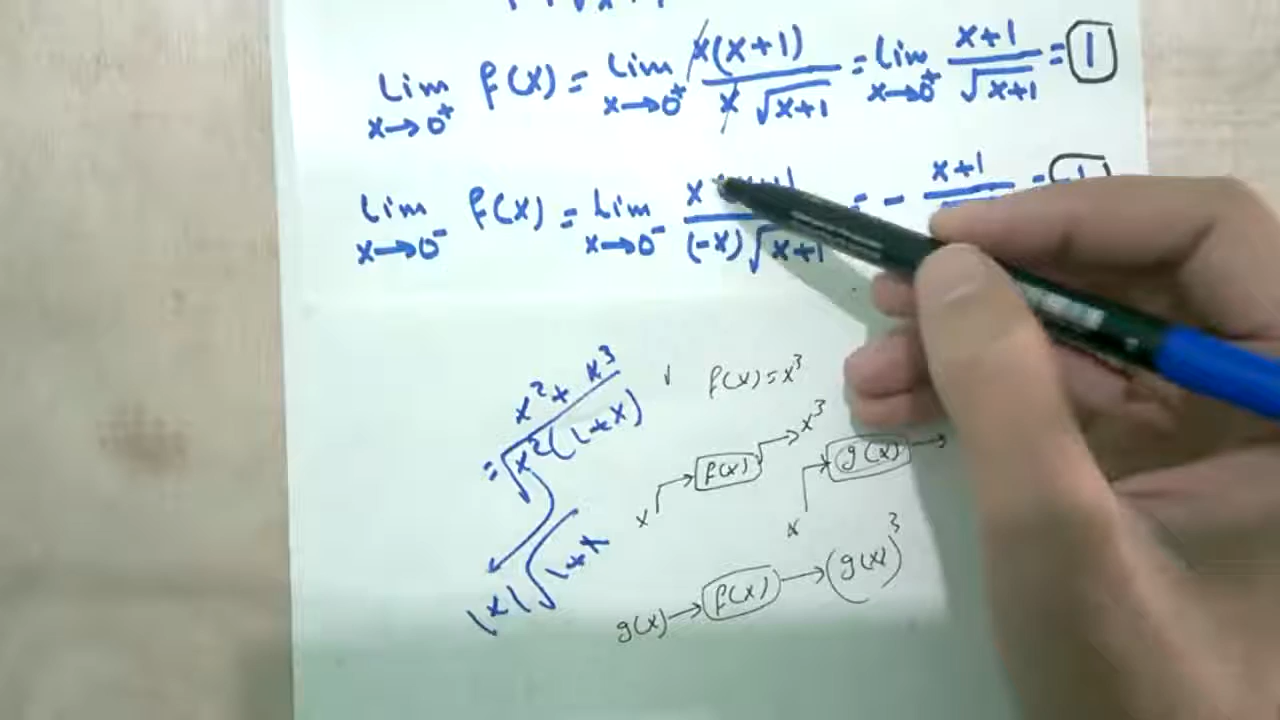 lim x→0⁺ f(x) = lim x→0⁺ x(x+1) / x √x+1 = lim x→0⁺ x+1 / √x+1 = 1
lim x→0⁻ f(x) = lim x→0⁻ x / (-x) √x+1 = - x+1
x² + x³
= √x²(1+x)
|x| √1+x
f(x) = x³
x → f(x) → x³
x → g(x) →
g(x) → f(x) → (g(x))³